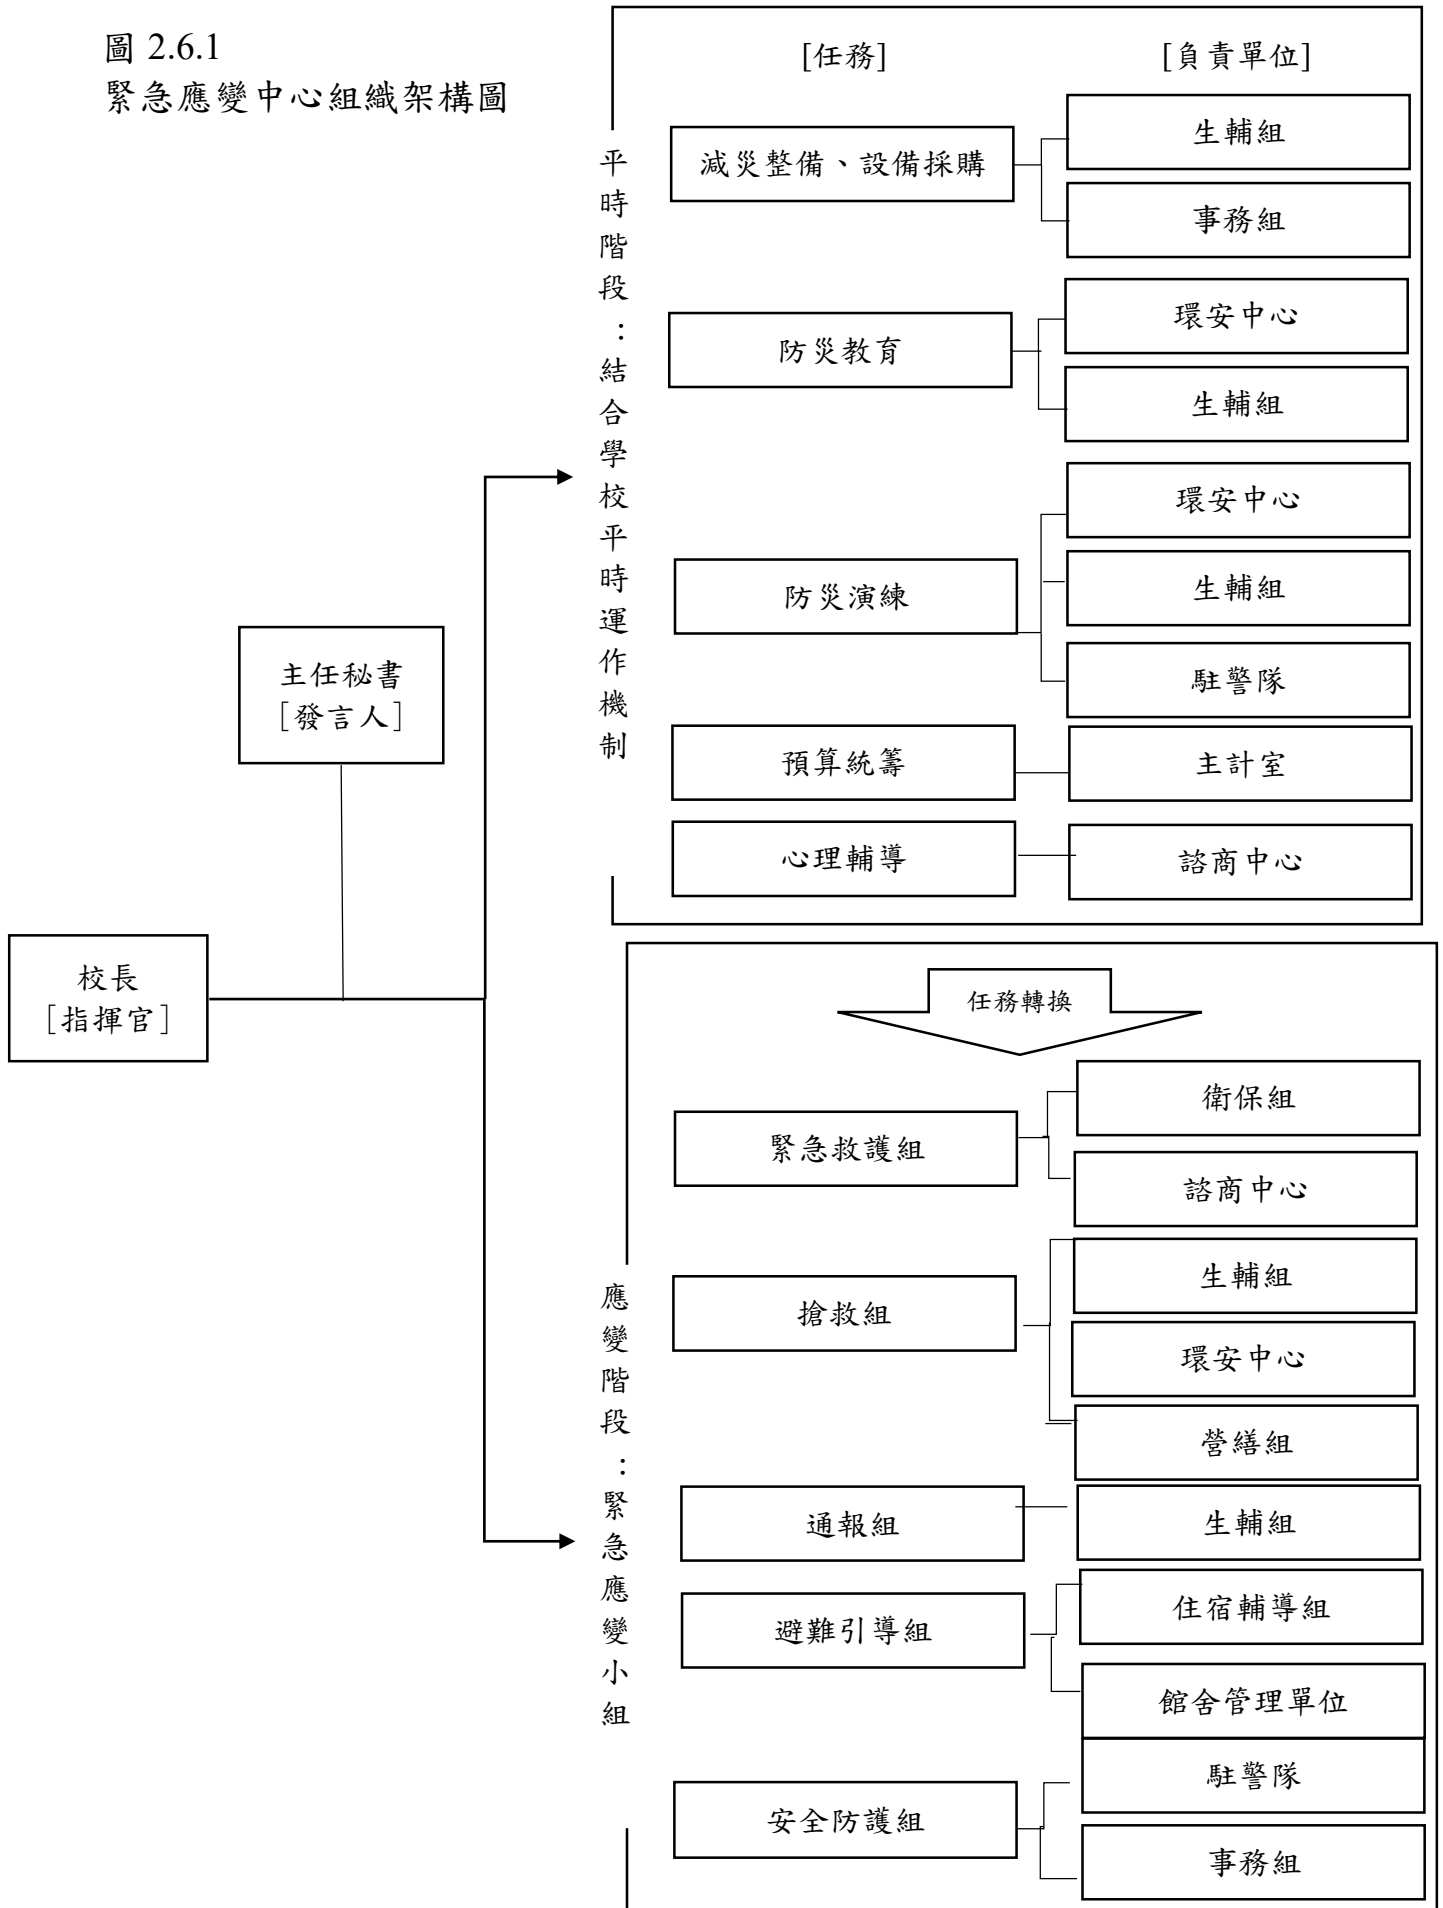 圖 2.6.1
緊急應變中心組織架構圖
[任務]
[負責單位]
平時階段：結合學校平時運作機制
減災整備、設備採購
生輔組
事務組
防災教育
環安中心
生輔組
防災演練
環安中心
生輔組
駐警隊
預算統籌
主計室
心理輔導
諮商中心
主任秘書
[發言人]
校長
[指揮官]
任務轉換
應變階段：緊急應變小組
緊急救護組
衛保組
諮商中心
搶救組
生輔組
環安中心
營繕組
通報組
生輔組
避難引導組
住宿輔導組
館舍管理單位
安全防護組
駐警隊
事務組